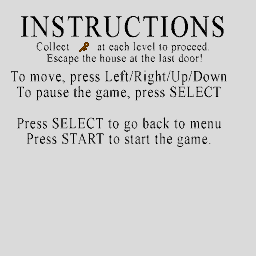 INSTRUCTIONS
Collect at each level to proceed.
Escape the house at the last door!
To move, press Left/Right/Up/Down
To pause the game, press SELECT
Press SELECT to go back to menu
Press START to start the game.